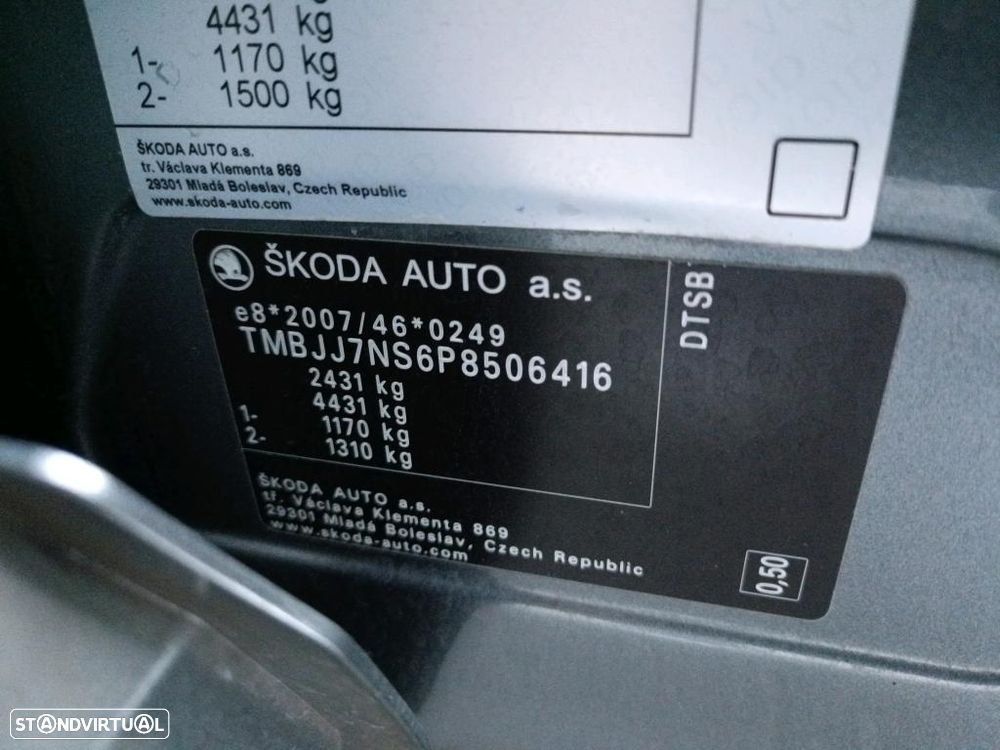 4431 kg
1- 1170 kg
2- 1500 kg
ŠKODA AUTO a.s.
tr. Václava Klementa 869
29301 Mladá Boleslav, Czech Republic
www.skoda-auto.com
ŠKODA AUTO a.s.
e8*2007/46*0249
TMBJJ7NS6P8506416
2431 kg
4431 kg
1- 1170 kg
2- 1310 kg
DTSB
ŠKODA AUTO a.s.
tř. Václava Klementa 869
29301 Mladá Boleslav, Czech Republic
www.skoda-auto.com
0,50
STANDVIRTUAL